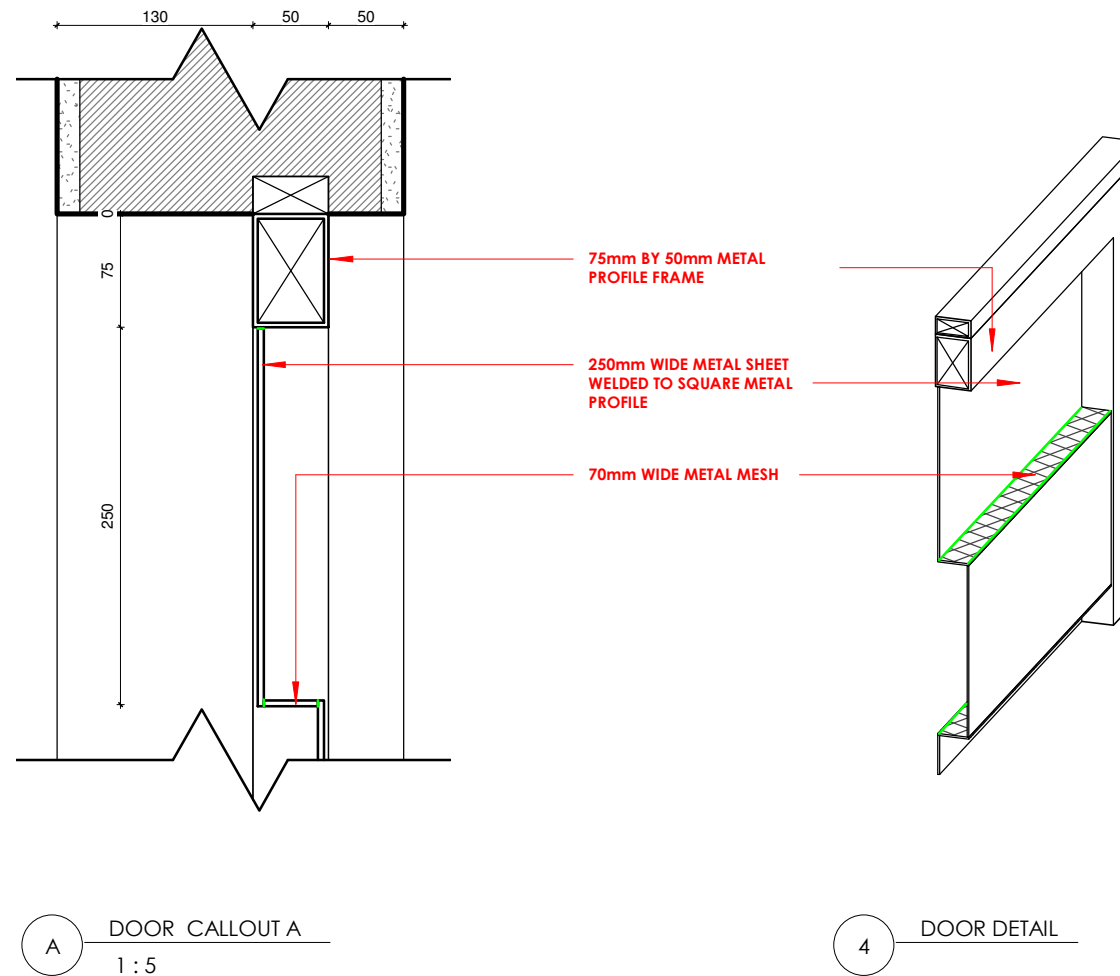 130
50
50
0
75
250
75mm BY 50mm METAL
PROFILE FRAME
250mm WIDE METAL SHEET
WELDED TO SQUARE METAL
PROFILE
70mm WIDE METAL MESH
A
DOOR CALLOUT A
1 : 5
4
DOOR DETAIL